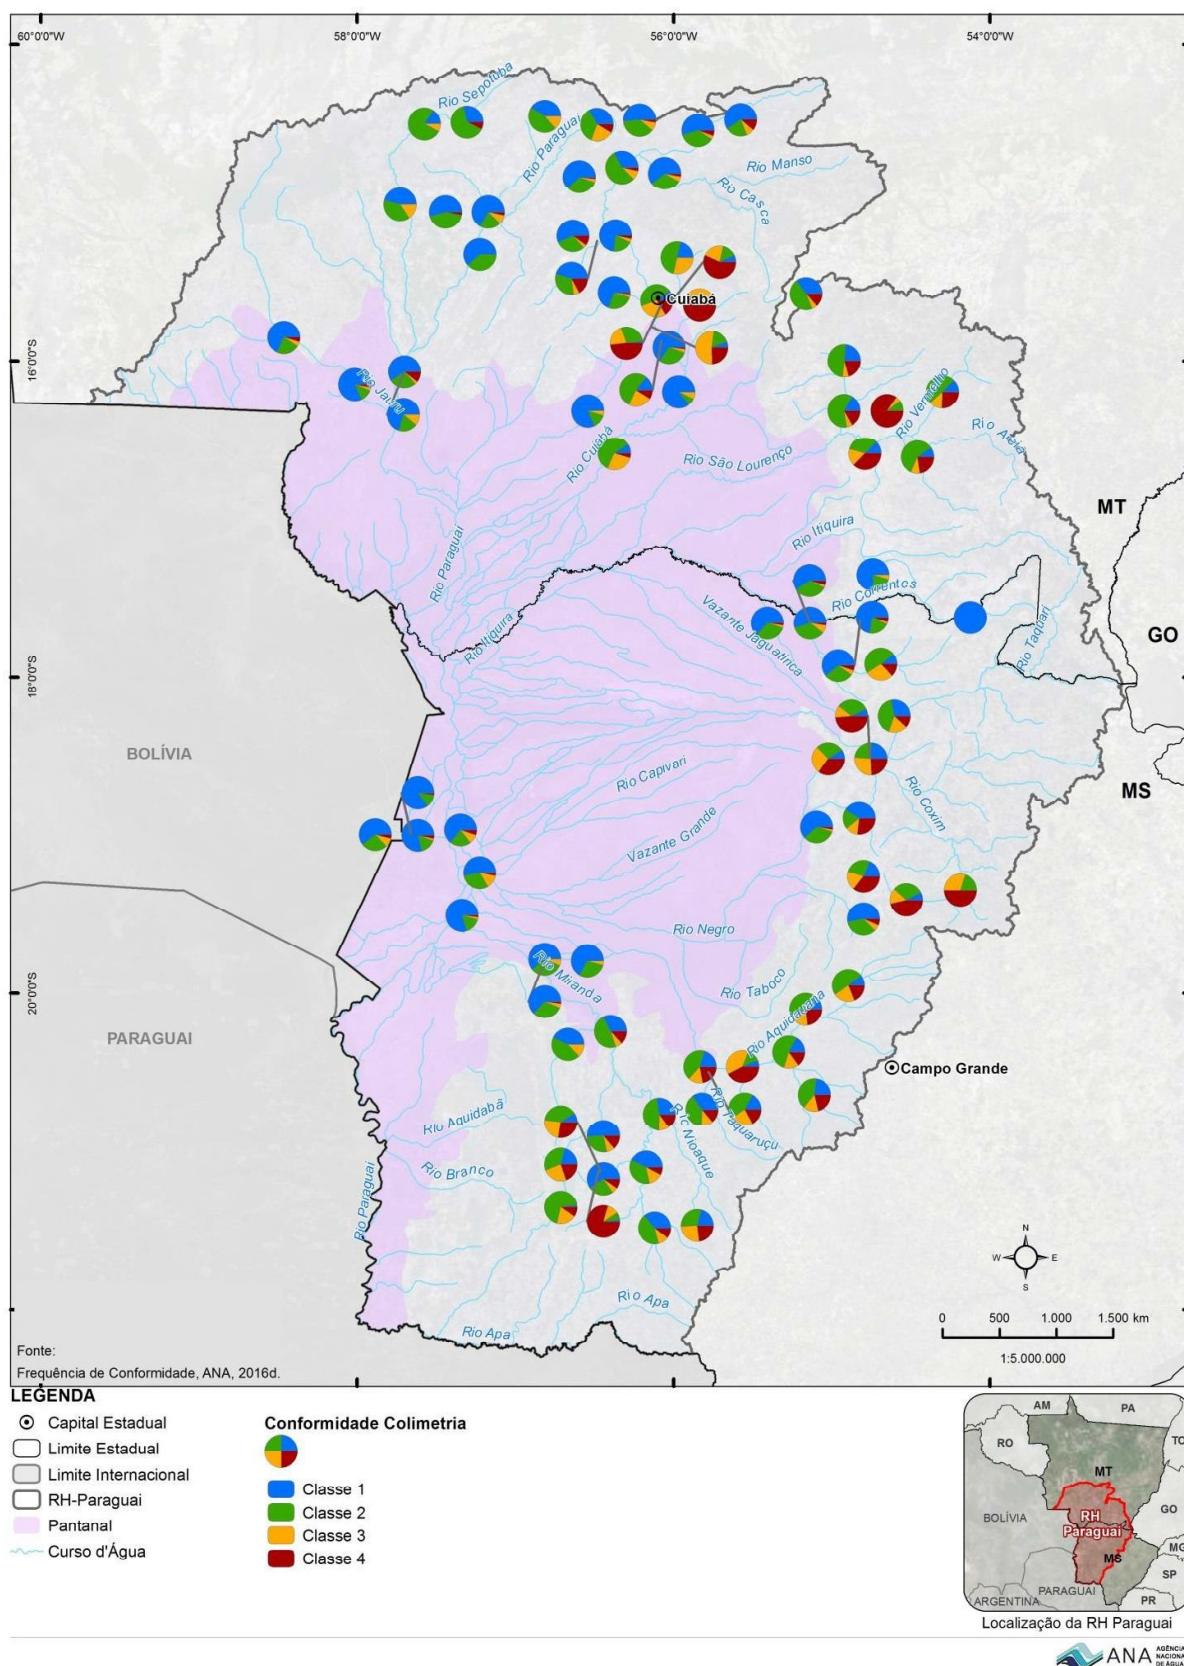 60°0'0"W
58°0'0"W
56°0'0"W
54°0'0"W
Rio Sepotuba
Rio Paraguai
Rio Manso
Rio Casca
Cuiabá
16°0'0"S
Rio Jauru
Rio Vermelho
Rio Cuiabá
Rio São Lourenço
MT
Rio Itiquira
Rio Paraguai
Rio Correntes
Vazante Jaguatirica
Rio Itiquira
Rio Taquari
GO
18°0'0"S
BOLÍVIA
Rio Capivari
MS
Rio Coxim
Vazante Grande
Rio Negro
Rio Miranda
20°0'0"S
Rio Taboco
PARAGUAI
Rio Aquidauana
Campo Grande
Rio Aquidabã
Rio Taquaruçu
Rio Nioaque
Rio Branco
Rio Paraguai
N
W
E
S
Rio Apa
Rio Apa
0 500 1.000 1.500 km
1:5.000.000
Fonte:
Frequência de Conformidade, ANA, 2016d.
LEGENDA
Capital Estadual
Limite Estadual
Limite Internacional
RH-Paraguai
Pantanal
Curso d'Água
Conformidade Colimetria
Classe 1
Classe 2
Classe 3
Classe 4
AM
PA
RO
TO
MT
BOLÍVIA
GO
RH
Paraguai
MS
MG
SP
PARAGUAI
ARGENTINA
PR
Localização da RH Paraguai
ANA
AGÊNCIA
NACIONAL
DE ÁGUAS